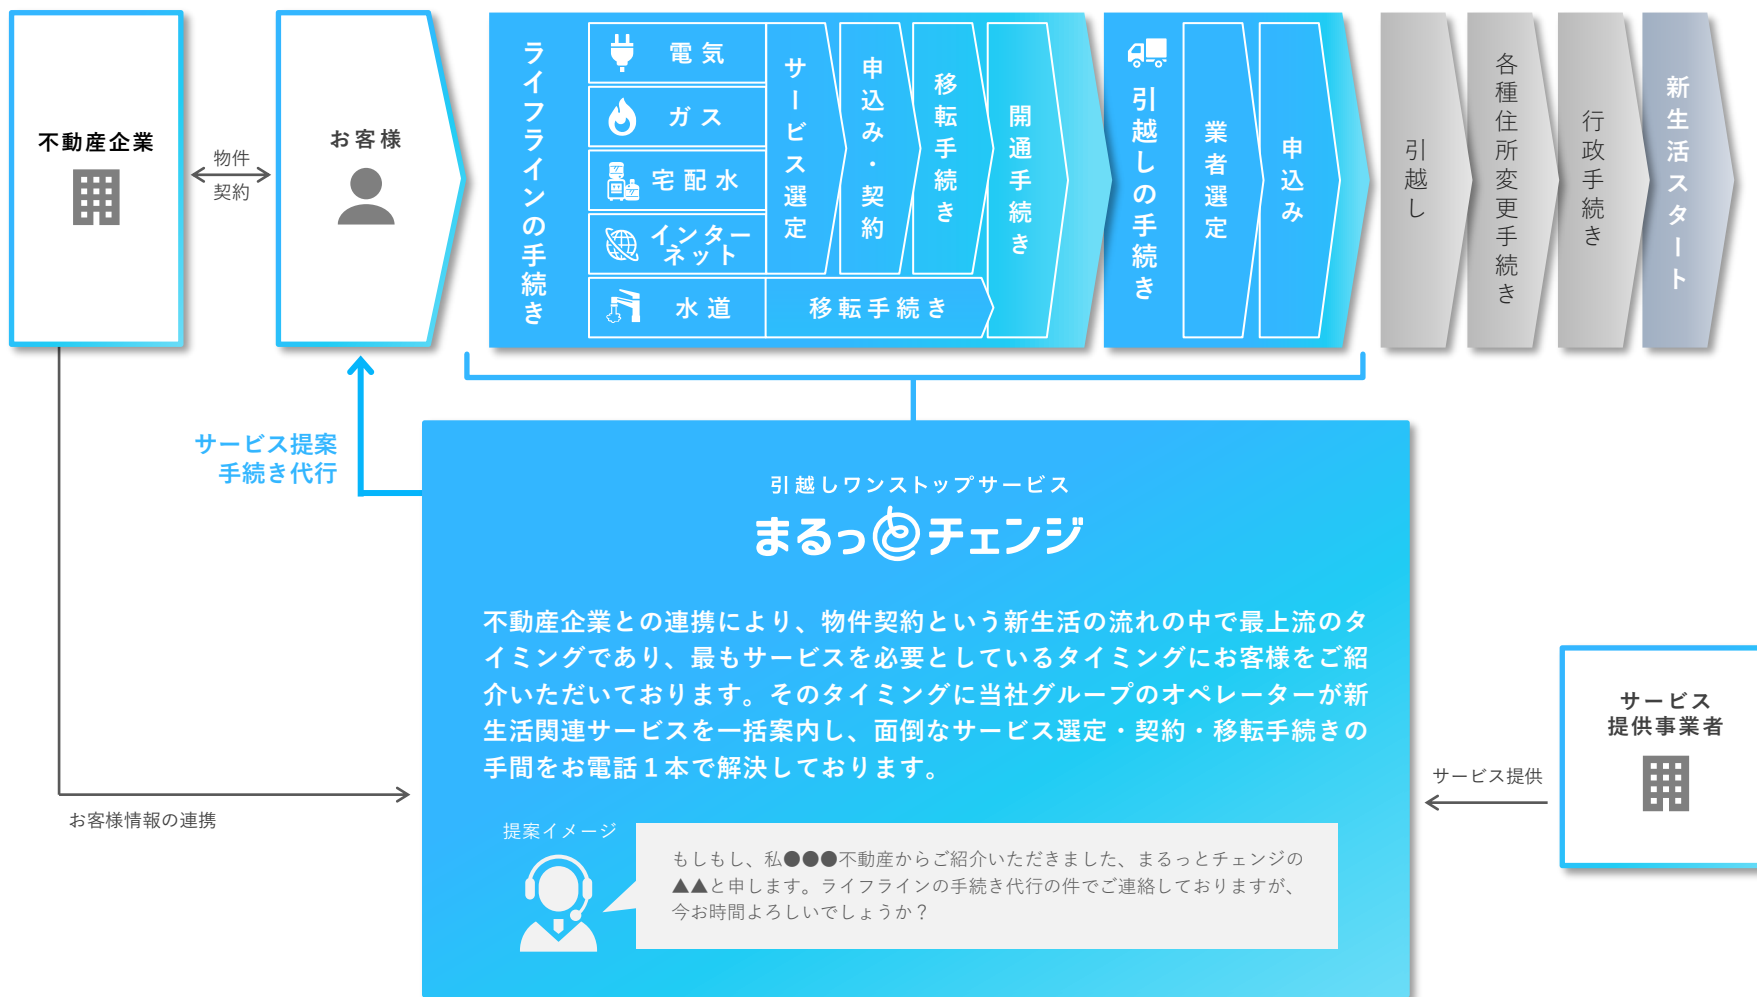 不動産企業
物件
契約
お客様
ライフラインの手続き
電気
ガス
宅配水
インター
ネット
水道
サービス選定
申込み・契約
移転手続き
開通手続き
移転手続き
引越しの手続き
業者選定
申込み
引越し
各種住所変更手続き
行政手続き
新生活スタート
サービス提案
手続き代行
引越しワンストップサービス
まるっとチェンジ
不動産企業との連携により、物件契約という新生活の流れの中で最上流のタ
イミングであり、最もサービスを必要としているタイミングにお客様をご紹
介いただいております。そのタイミングに当社グループのオペレーターが新
生活関連サービスを一括案内し、面倒なサービス選定・契約・移転手続きの
手間をお電話１本で解決しております。
お客様情報の連携
サービス
提供事業者
サービス提供
提案イメージ
もしもし、私●●●不動産からご紹介いただきました、まるっとチェンジの
▲▲と申します。ライフラインの手続き代行の件でご連絡しておりますが、
今お時間よろしいでしょうか？